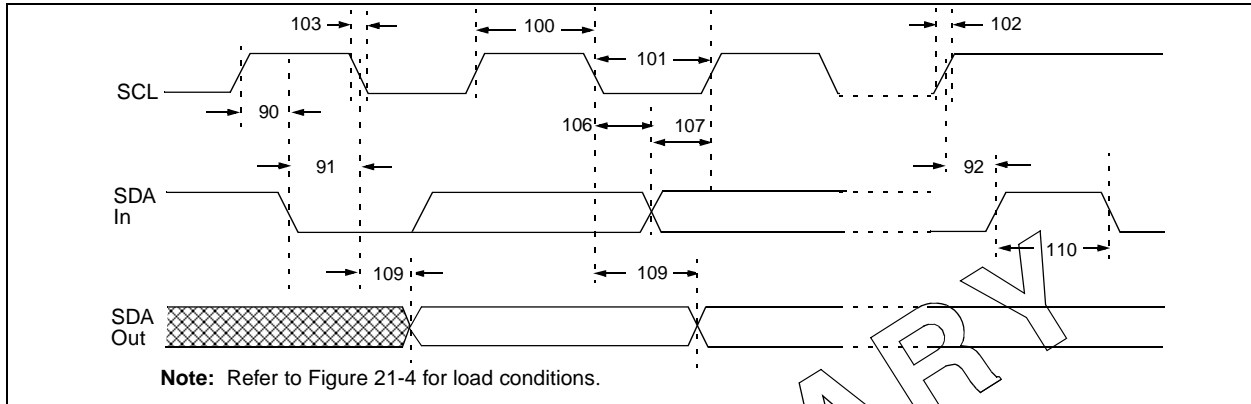 103
100
102
101
SCL
90
106
107
91
92
SDA
In
110
109
109
SDA
Out
ARY
Note: Refer to Figure 21-4 for load conditions.